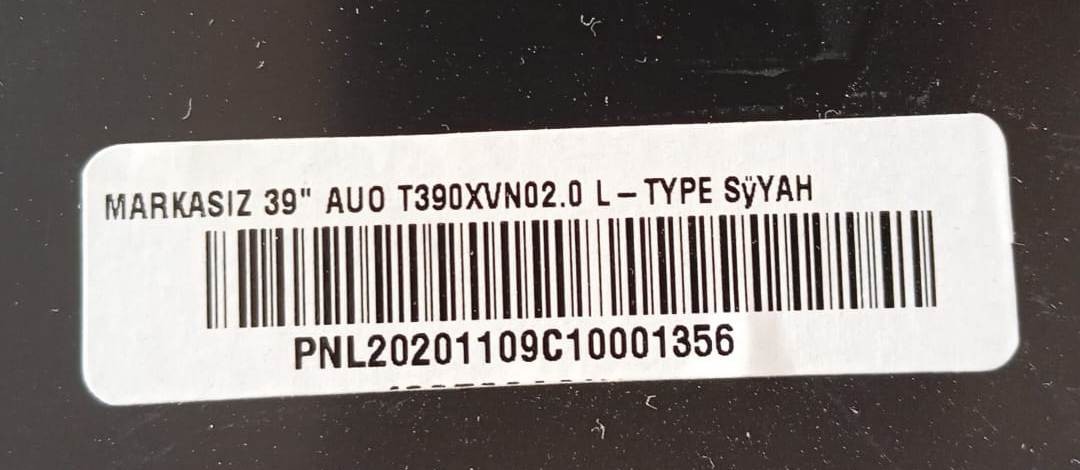 MARKASIZ 39" AUO T390XVN02.0 L-TYPE SÿYAH
PNL20201109C10001356